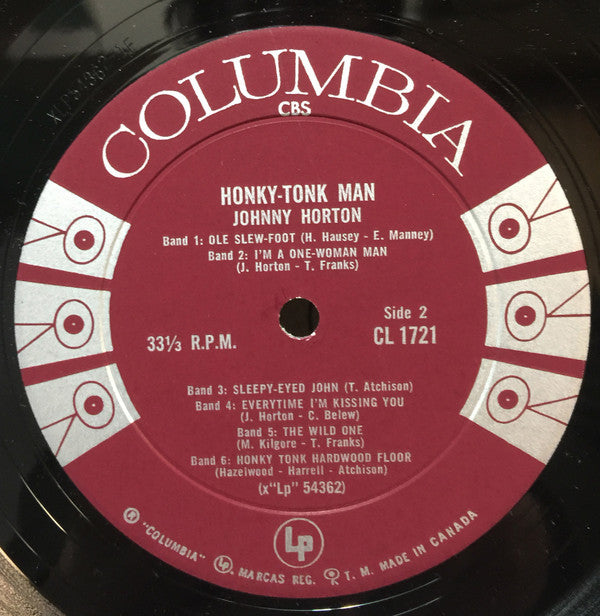 COLUMBIA
CBS
HONKY-TONK MAN
JOHNNY HORTON
Band 1: OLE SLEW-FOOT (H. Hausey - E. Manney)
Band 2: I'M A ONE-WOMAN MAN
(J. Horton - T. Franks)
33⅓ R.P.M.
Side 2
CL 1721
Band 3: SLEEPY-EYED JOHN (T. Atchison)
Band 4: EVERYTIME I'M KISSING YOU
(J. Horton - C. Belew)
Band 5: THE WILD ONE
(M. Kilgore - T. Franks)
Band 6: HONKY TONK HARDWOOD FLOOR
(Hazelwood - Harrell - Atchison)
(x"Lp" 54362)
Lp
"COLUMBIA" Lp. MARCAS REG. T. M. MADE IN CANADA